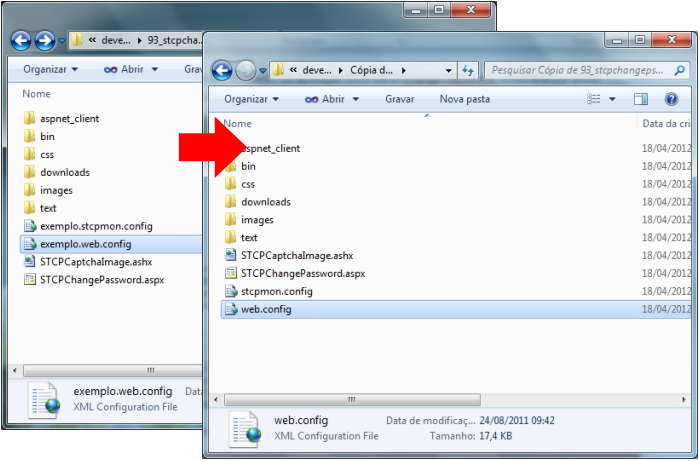 « deve... ▸ 93_stcpcha...
Organizar Abrir Grav
Nome
aspnet_client
bin
css
downloads
images
text
exemplo.stcpmon.config
exemplo.web.config
STCPCaptchaImage.ashx
STCPChangePassword.aspx
exemplo.web.config Data
XML Configuration File
« deve... ▸ Cópia d... ▸
Pesquisar Cópia de 93_stcpchangeps...
Organizar Abrir Gravar Nova pasta
Nome Data da cri
aspnet_client 18/04/2012
bin 18/04/2012
css 18/04/2012
downloads 18/04/2012
images 18/04/2012
text 18/04/2012
STCPCaptchaImage.ashx 18/04/2012
STCPChangePassword.aspx 18/04/2012
stcpmon.config 18/04/2012
web.config 18/04/2012
web.config Data de modificaç... 24/08/2011 09:42
XML Configuration File Tamanho: 17,4 KB